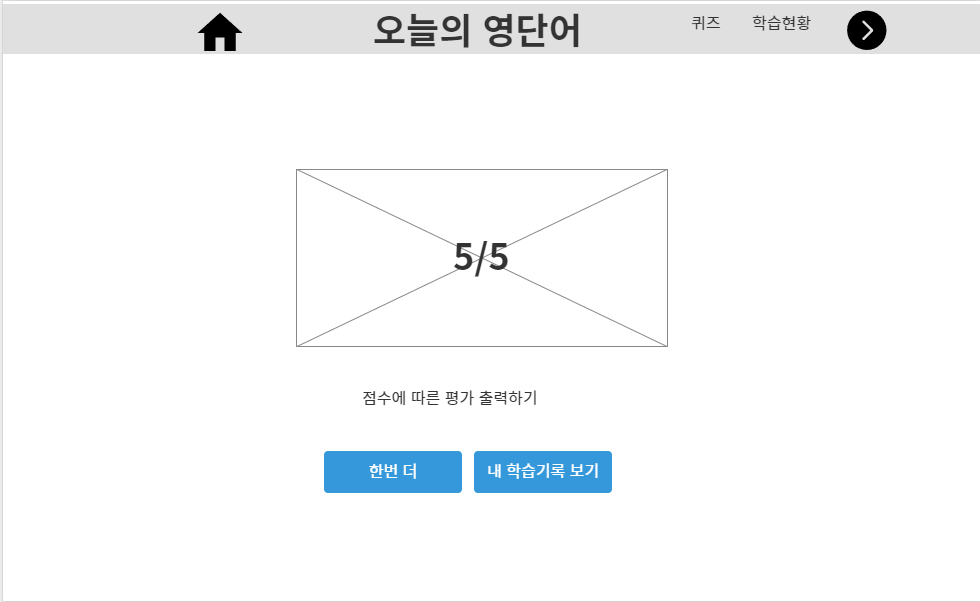 오늘의 영단어
퀴즈
학습현황
5/5
점수에 따른 평가 출력하기
한번 더
내 학습기록 보기